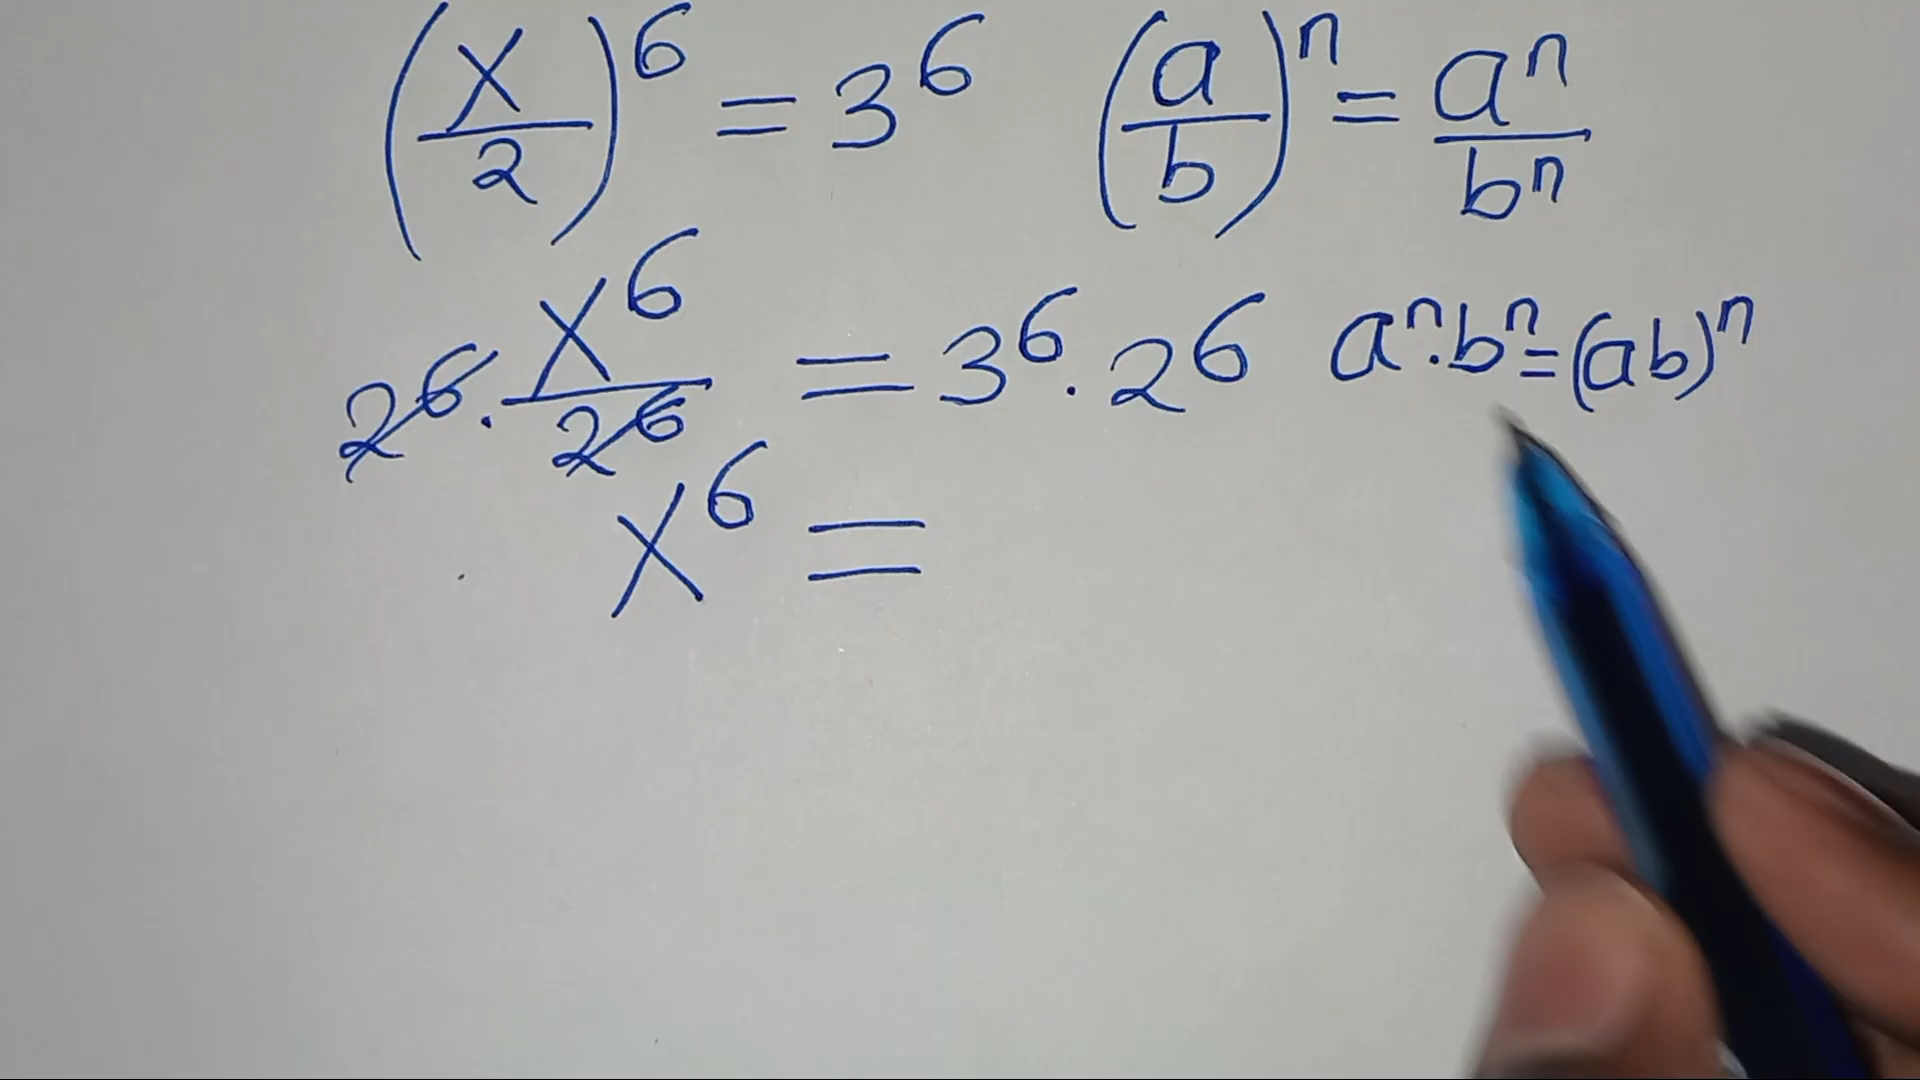 (x/2)^6 = 3^6 (a/b)^n = a^n/b^n
2^6 · x^6/2^6 = 3^6 · 2^6 a^n · b^n = (ab)^n
x^6 =